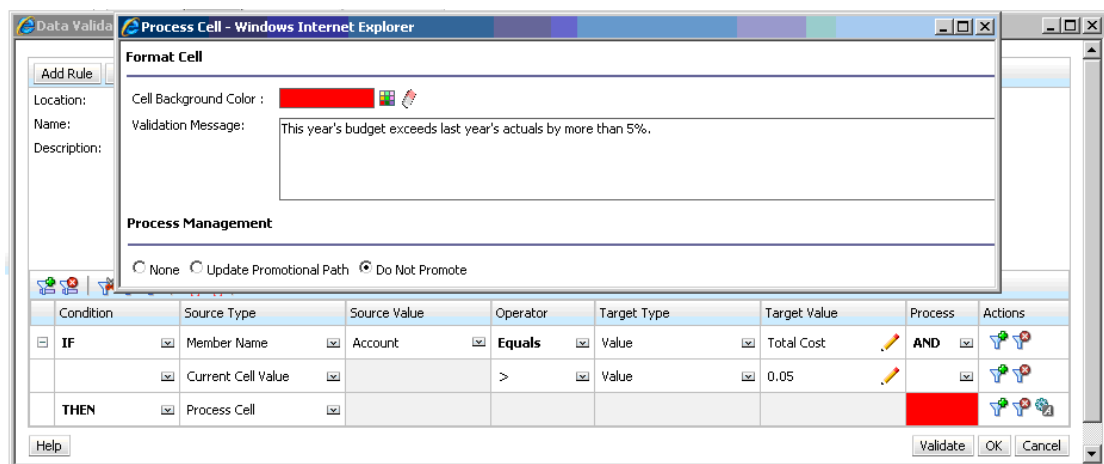 Data Valida
Process Cell - Windows Internet Explorer
Format Cell
Add Rule
Location:
Cell Background Color :
Name:
Validation Message:
This year's budget exceeds last year's actuals by more than 5%.
Description:
Process Management
None Update Promotional Path Do Not Promote
Condition Source Type Source Value Operator Target Type Target Value Process Actions
IF Member Name Account Equals Value Total Cost AND
Current Cell Value > Value 0.05
THEN Process Cell
Help Validate OK Cancel